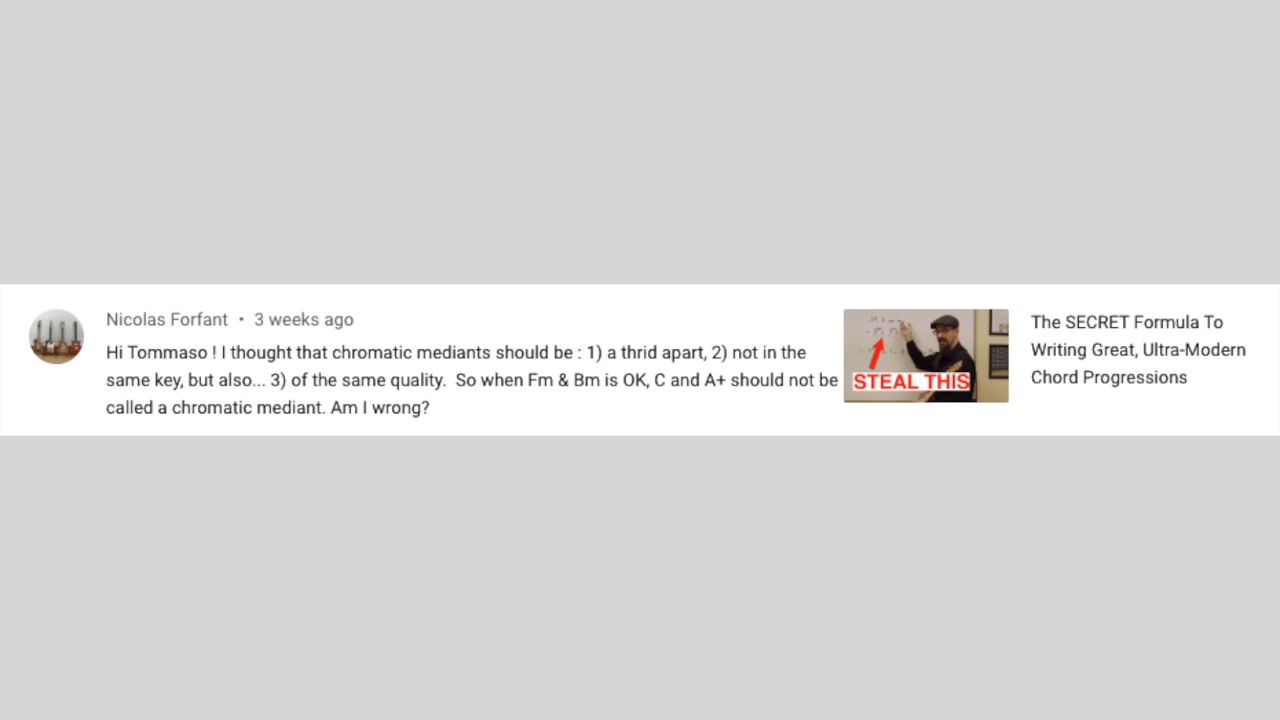 Nicolas Forfant • 3 weeks ago
Hi Tommaso ! I thought that chromatic mediants should be : 1) a thrid apart, 2) not in the
same key, but also... 3) of the same quality.  So when Fm & Bm is OK, C and A+ should not be
called a chromatic mediant. Am I wrong?
STEAL THIS
The SECRET Formula To
Writing Great, Ultra-Modern
Chord Progressions